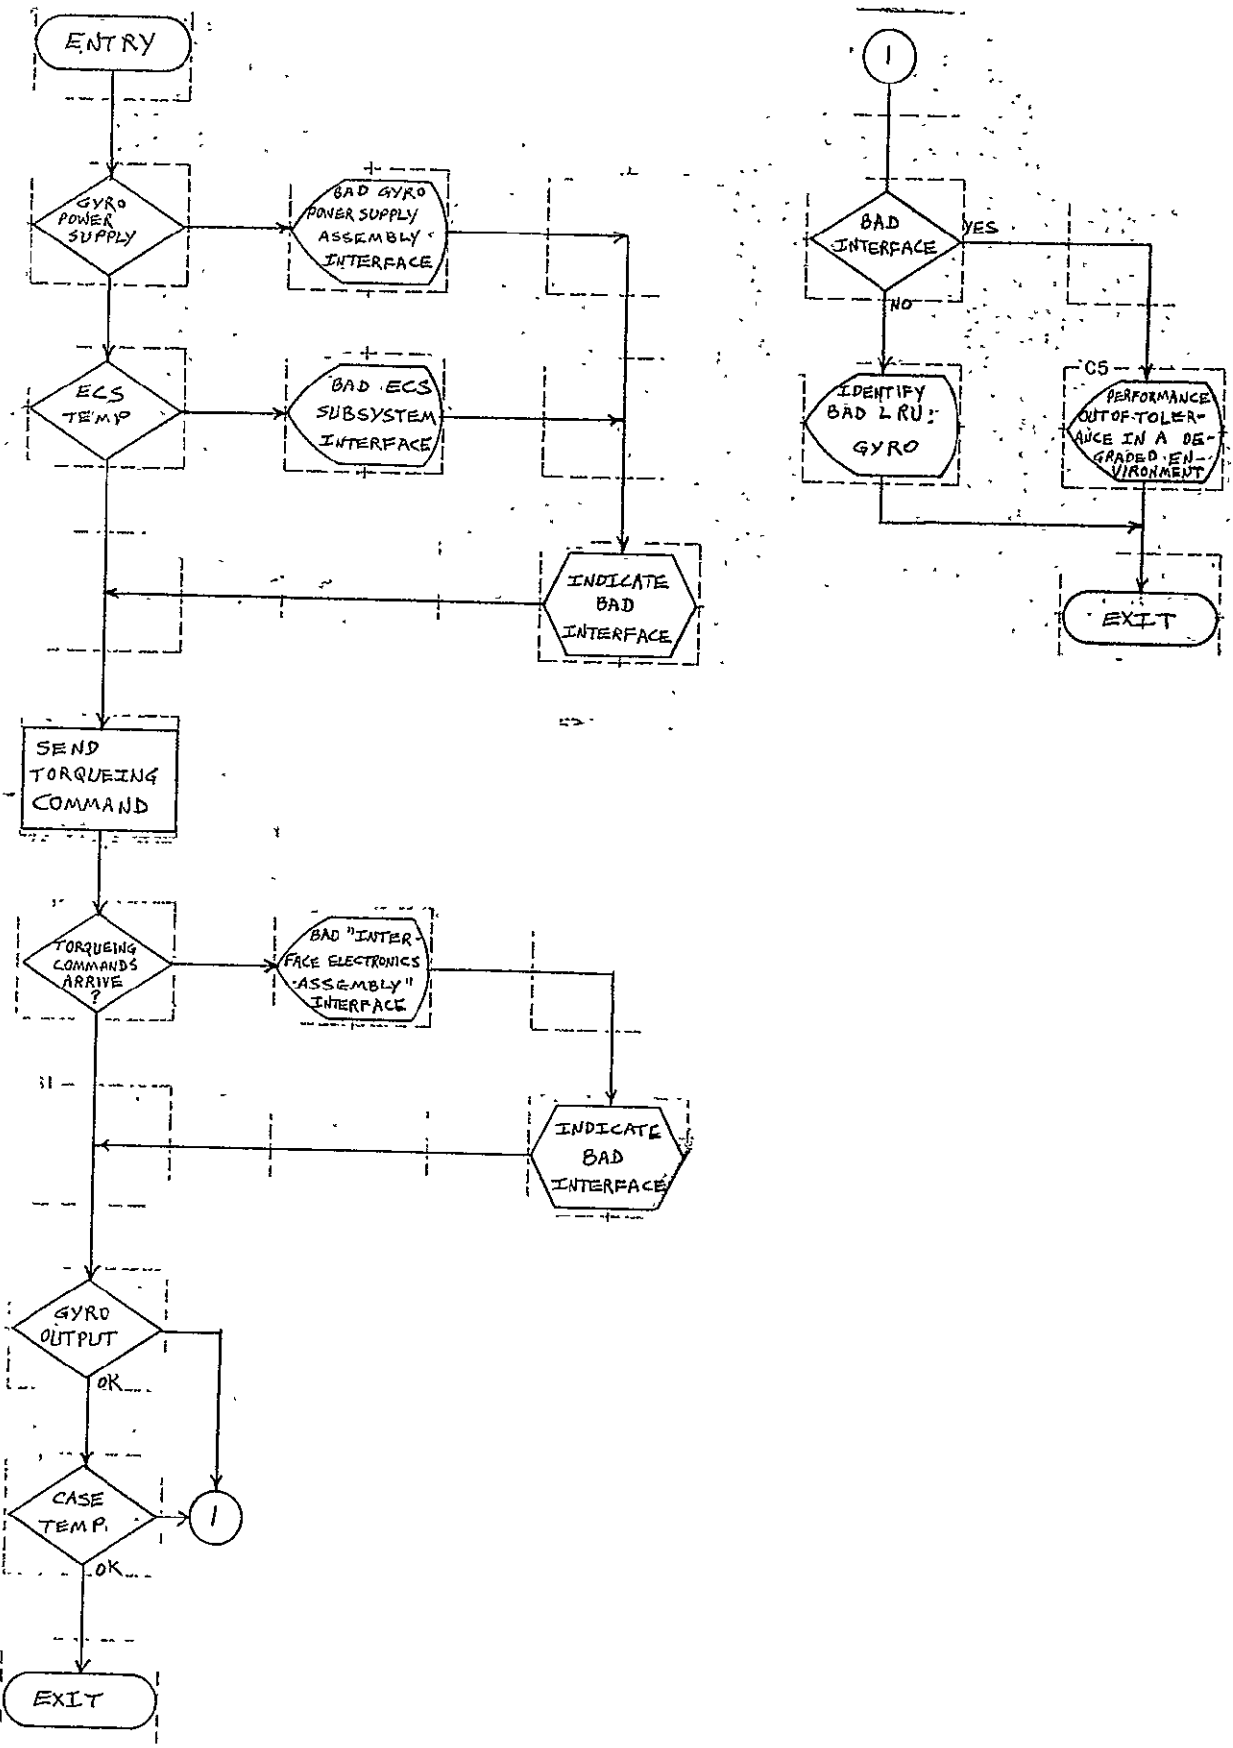 ENTRY
GYRO
POWER
SUPPLY
BAD GYRO
POWER SUPPLY
ASSEMBLY
INTERFACE
ECS
TEMP
BAD ECS
SUBSYSTEM
INTERFACE
INDICATE
BAD
INTERFACE
SEND
TORQUEING
COMMAND
TORQUEING
COMMANDS
ARRIVE
?
BAD "INTER-
FACE ELECTRONICS
ASSEMBLY"
INTERFACE
INDICATE
BAD
INTERFACE
GYRO
OUTPUT
OK
CASE
TEMP.
OK
1
EXIT
1
BAD
INTERFACE
YES
NO
IDENTIFY
BAD LRU:
GYRO
C5
PERFORMANCE
OUT-OF-TOLER-
ANCE IN A DE-
GRADED EN-
VIRONMENT
EXIT